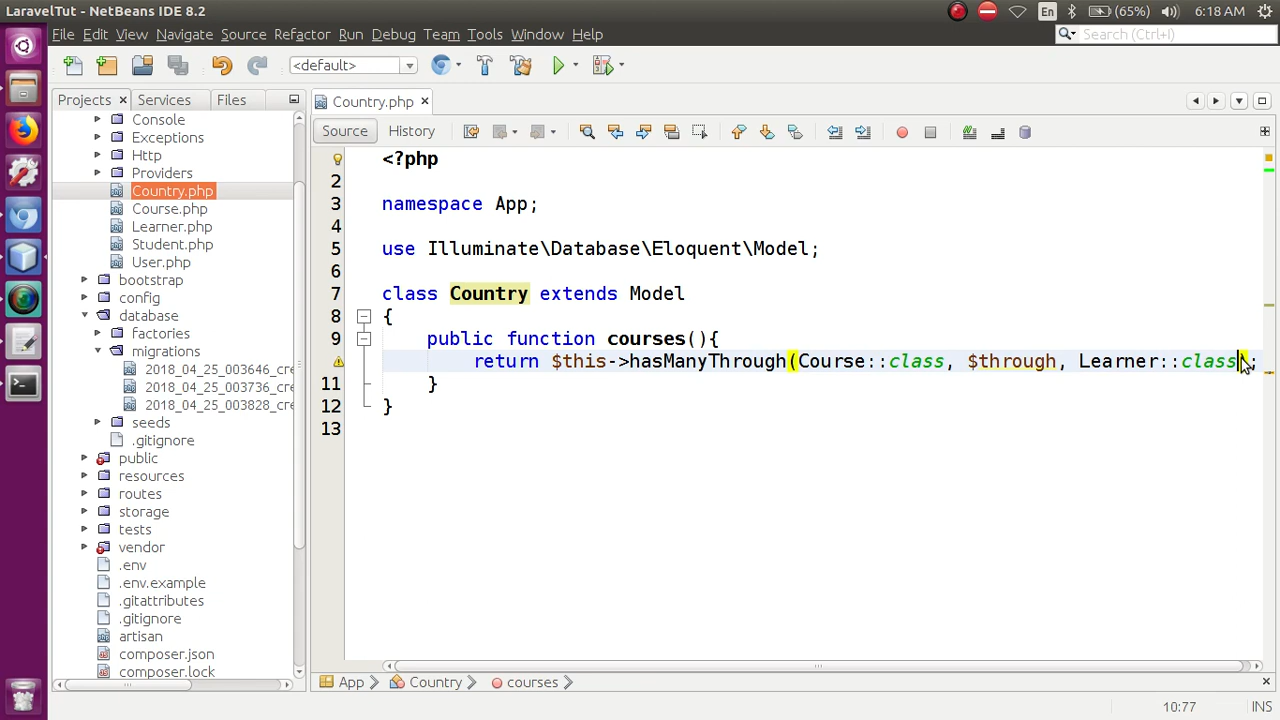 LaravelTut - NetBeans IDE 8.2
En
(65%)
6:18 AM
File Edit View Navigate Source Refactor Run Debug Team Tools Window Help
Search (Ctrl+I)
<default>
Projects
Services
Files
Country.php
Source
History
Console
Exceptions
Http
Providers
Country.php
Course.php
Learner.php
Student.php
User.php
bootstrap
config
database
factories
migrations
2018_04_25_003646_cre
2018_04_25_003736_cre
2018_04_25_003828_cre
seeds
.gitignore
public
resources
routes
storage
tests
vendor
.env
.env.example
.gitattributes
.gitignore
artisan
composer.json
composer.lock
<?php
2
3 namespace App;
4
5 use Illuminate\Database\Eloquent\Model;
6
7 class Country extends Model
8 {
9 public function courses(){
return $this->hasManyThrough(Course::class, $through, Learner::class);
11 }
12 }
13
App
Country
courses
10:77
INS